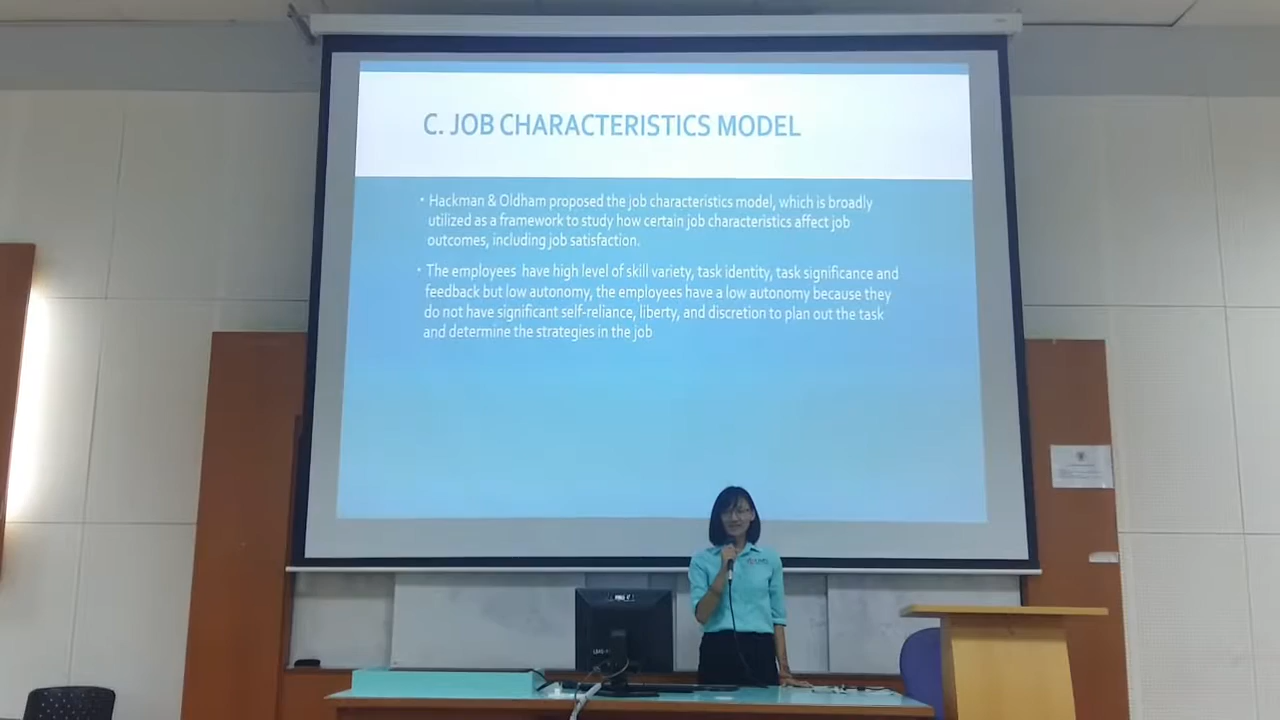 C. JOB CHARACTERISTICS MODEL
• Hackman & Oldham proposed the job characteristics model, which is broadly
utilized as a framework to study how certain job characteristics affect job
outcomes, including job satisfaction.
• The employees have high level of skill variety, task identity, task significance and
feedback but low autonomy, the employees have a low autonomy because they
do not have significant self-reliance, liberty, and discretion to plan out the task
and determine the strategies in the job